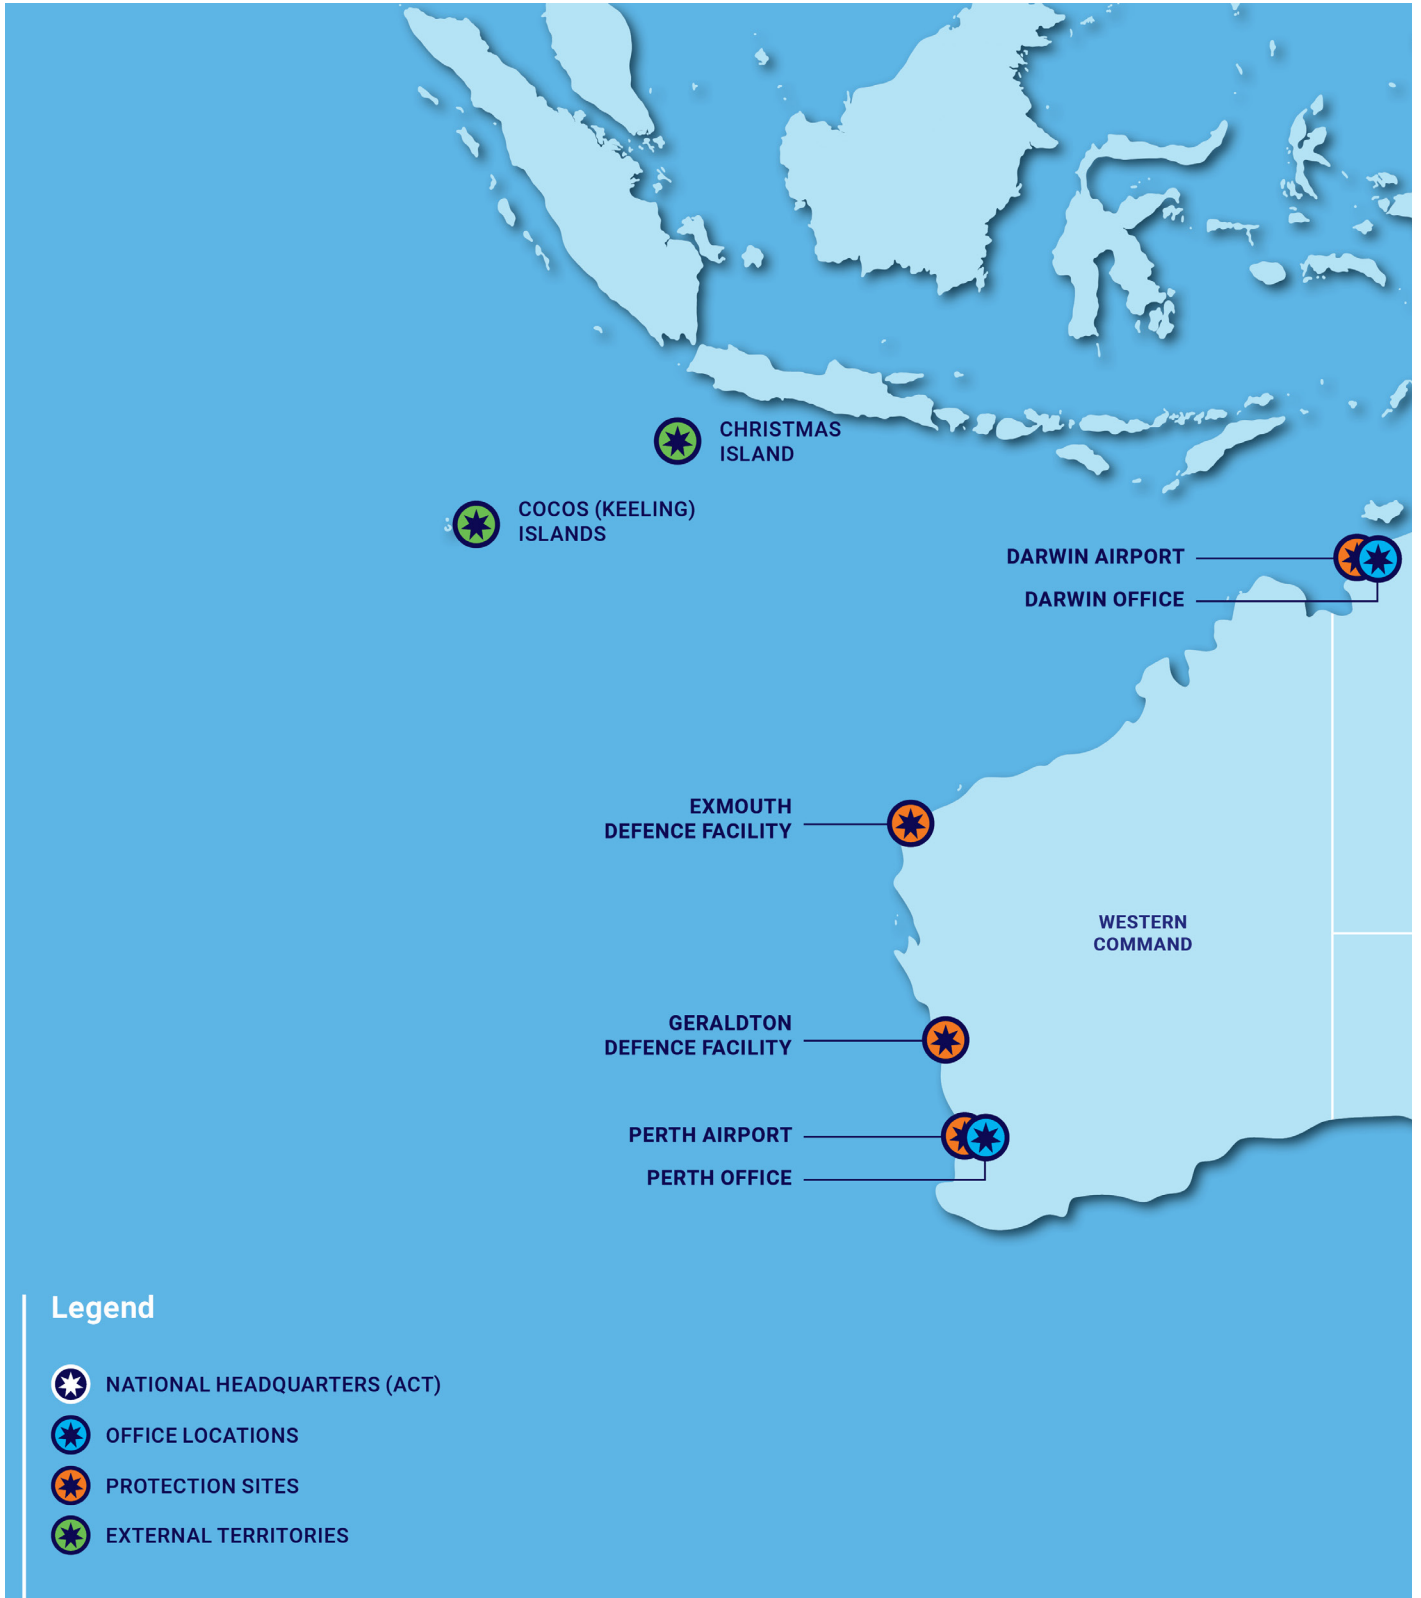 CHRISTMAS
ISLAND
COCOS (KEELING)
ISLANDS
DARWIN AIRPORT
DARWIN OFFICE
EXMOUTH
DEFENCE FACILITY
WESTERN
COMMAND
GERALDTON
DEFENCE FACILITY
PERTH AIRPORT
PERTH OFFICE
Legend
NATIONAL HEADQUARTERS (ACT)
OFFICE LOCATIONS
PROTECTION SITES
EXTERNAL TERRITORIES